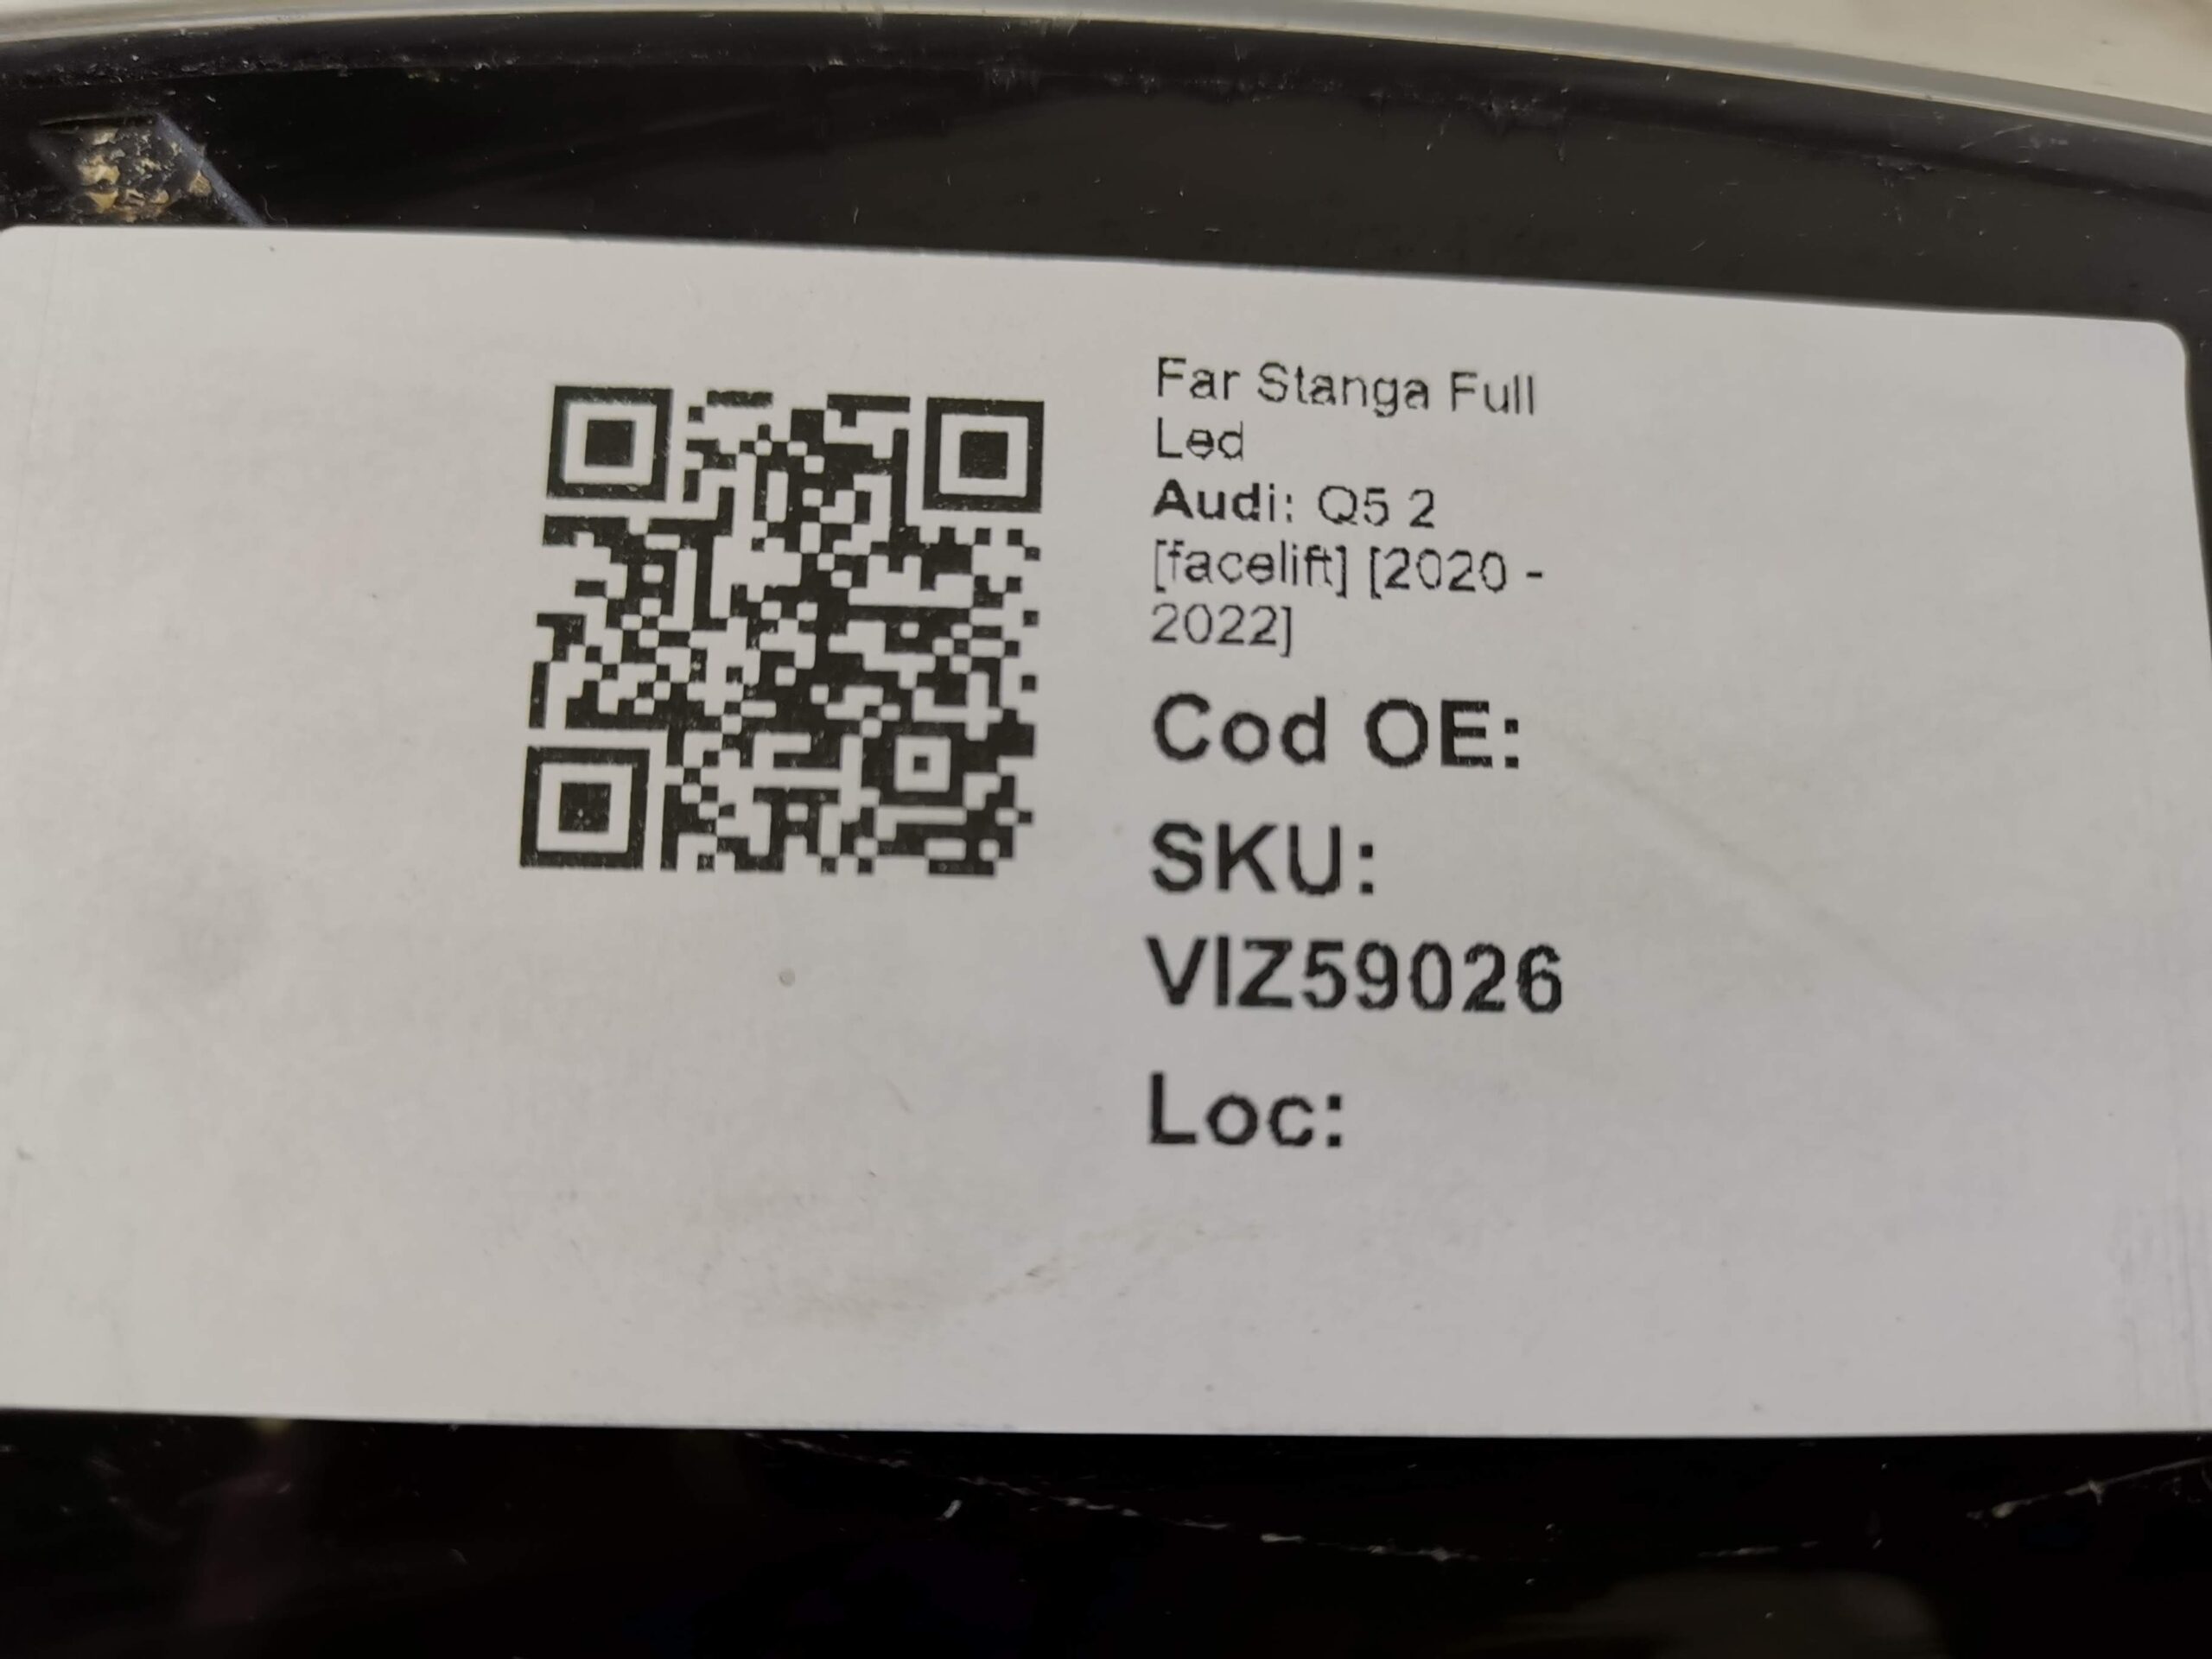 Far Stanga Full
Led
Audi: Q5 2
[facelift] [2020 -
2022]
Cod OE:
SKU:
VIZ59026
Loc: